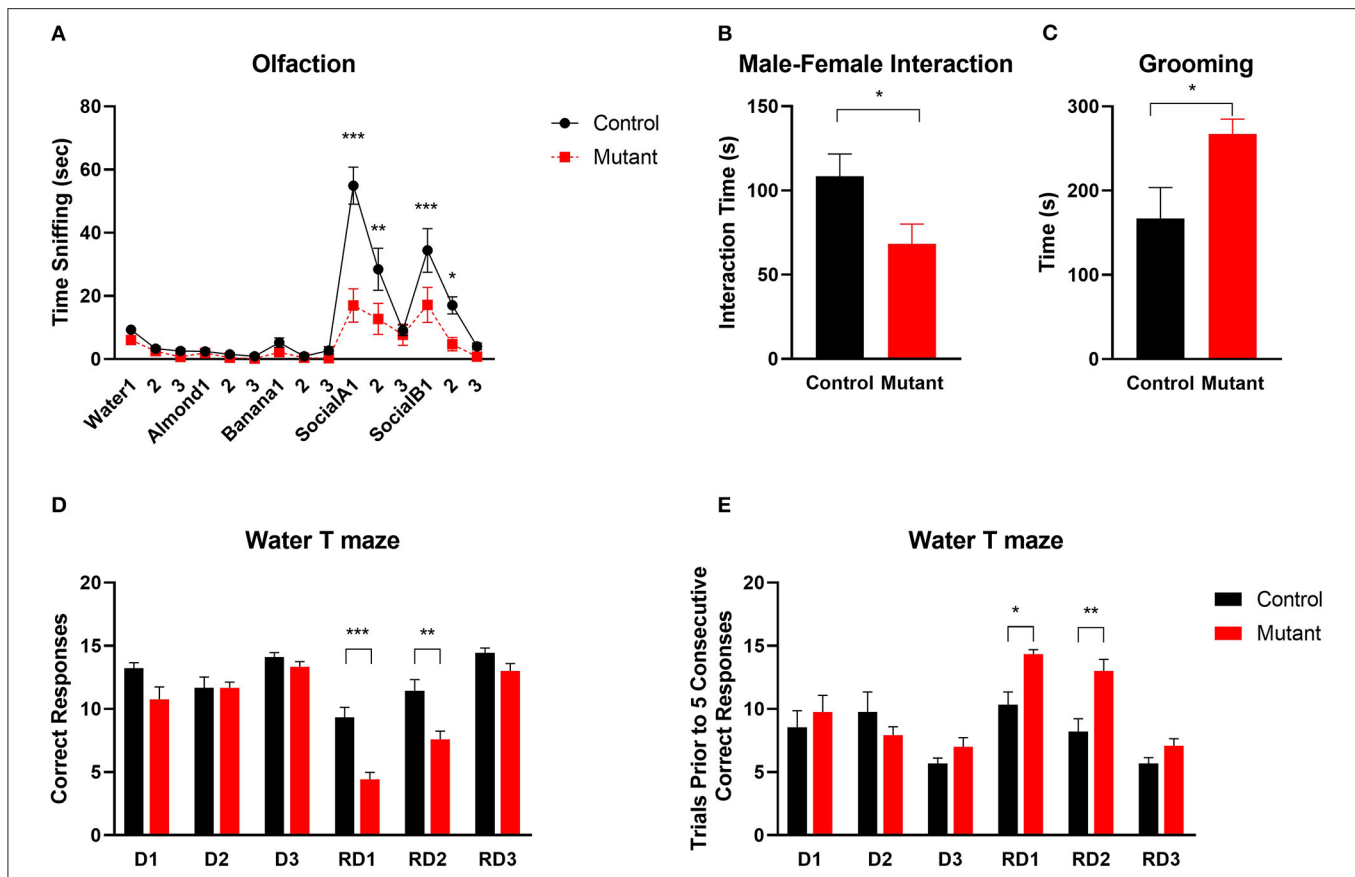 A
Olfaction
Time Sniffing (sec)
80
60
40
20
0
***
**
***
*
Water1
2
3
Almond1
2
3
Banana1
2
3
SocialA1
2
3
SocialB1
2
3
Control
Mutant
B
Male-Female Interaction
Interaction Time (s)
150
100
50
0
*
Control Mutant
C
Grooming
Time (s)
300
200
100
0
*
Control Mutant
D
Water T maze
Correct Responses
20
15
10
5
0
***
**
D1 D2 D3 RD1 RD2 RD3
E
Water T maze
Trials Prior to 5 Consecutive
Correct Responses
20
15
10
5
0
*
**
D1 D2 D3 RD1 RD2 RD3
Control
Mutant